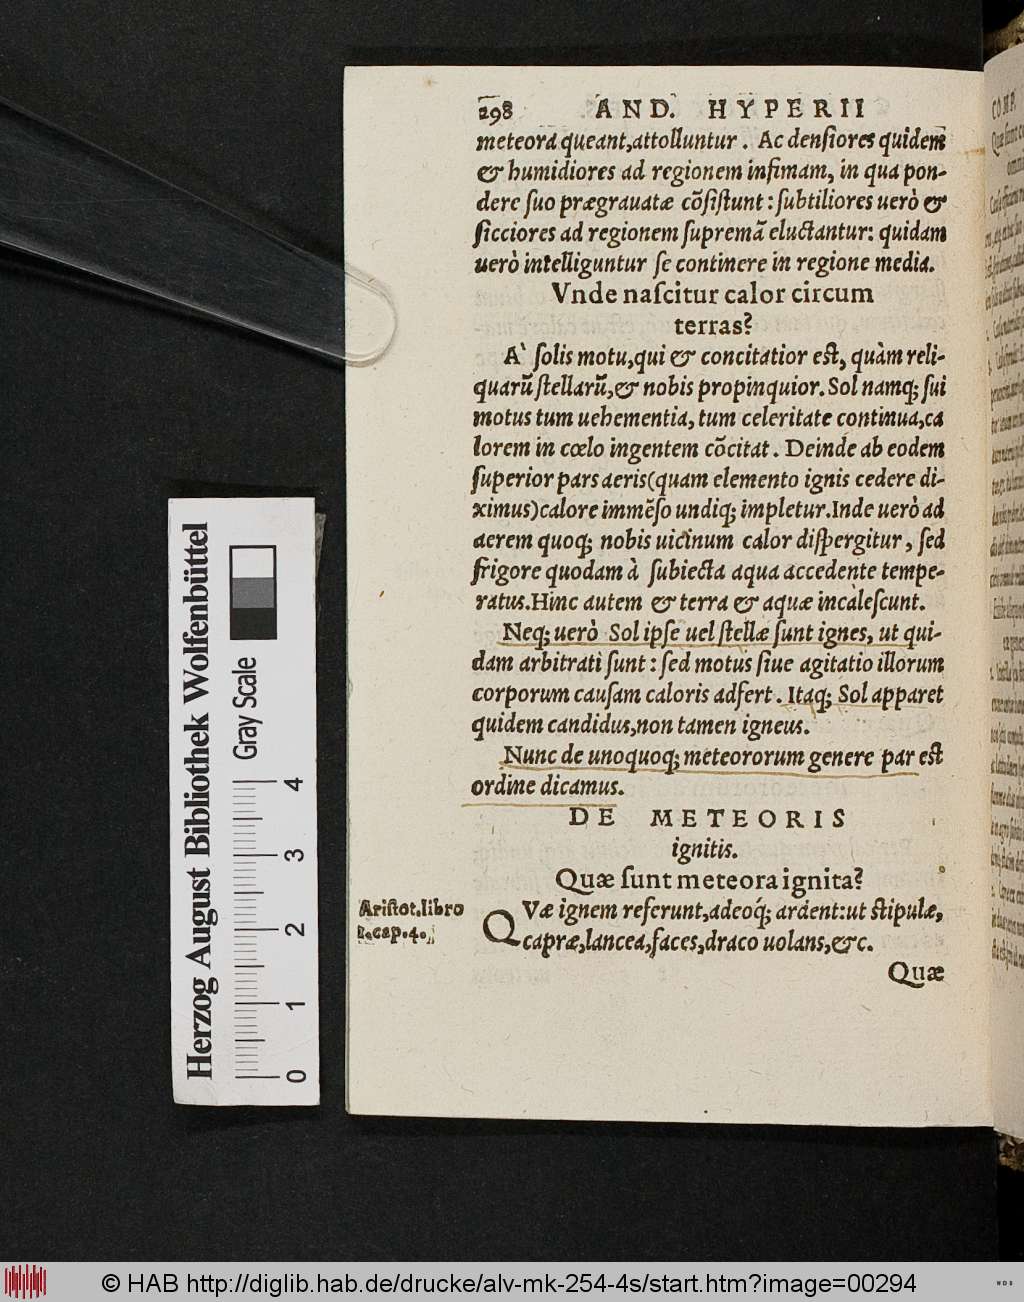 298 AND. HYPERII
meteora queant,attolluntur. Ac denſiores quidem
& humidiores ad regionem infimam, in qua pon-
dere ſuo prægrauatæ cõſiſtunt: ſubtiliores uerò &
ſicciores ad regionem ſupremã eluctantur: quidam
uerò intelliguntur ſe continere in regione media.
Vnde naſcitur calor circum
terras?
A` ſolis motu,qui & concitatior eſt, quàm reli-
quarũ ſtellarũ,& nobis propinquior. Sol namq; ſui
motus tum uehementia, tum celeritate continua,ca
lorem in cœlo ingentem cõcitat. Deinde ab eodem
ſuperior pars aeris(quam elemento ignis cedere di-
ximus)calore immẽſo undiq; impletur.Inde uerò ad
aerem quoq; nobis uicinum calor diſpergitur, ſed
frigore quodam à ſubiecta aqua accedente tempe-
ratus.Hinc autem & terra & aquæ incàleſcunt.
Neq; uerò Sol ipſe uel ſtellæ ſunt ignes, ut qui-
dam arbitrati ſunt: ſed motus ſiue agitatio illorum
corporum cauſam caloris adfert. Itaq; Sol apparet
quidem candidus,non tamen igneus.
Nunc de unoquoq; meteororum genere par eſt
ordine dicamus.
DE METEORIS
ignitis.
Quæ ſunt meteora ignita?
Ariſtot.libro
1.cap.4.
QVæ ignem referunt,adeoq́; ardent:ut ſtipulæ,
capræ,lancea,faces,draco uolans,&c.
Quæ
Herzog August Bibliothek Wolfenbüttel
Gray Scale
0 1 2 3 4
© HAB http://diglib.hab.de/drucke/alv-mk-254-4s/start.htm?image=00294